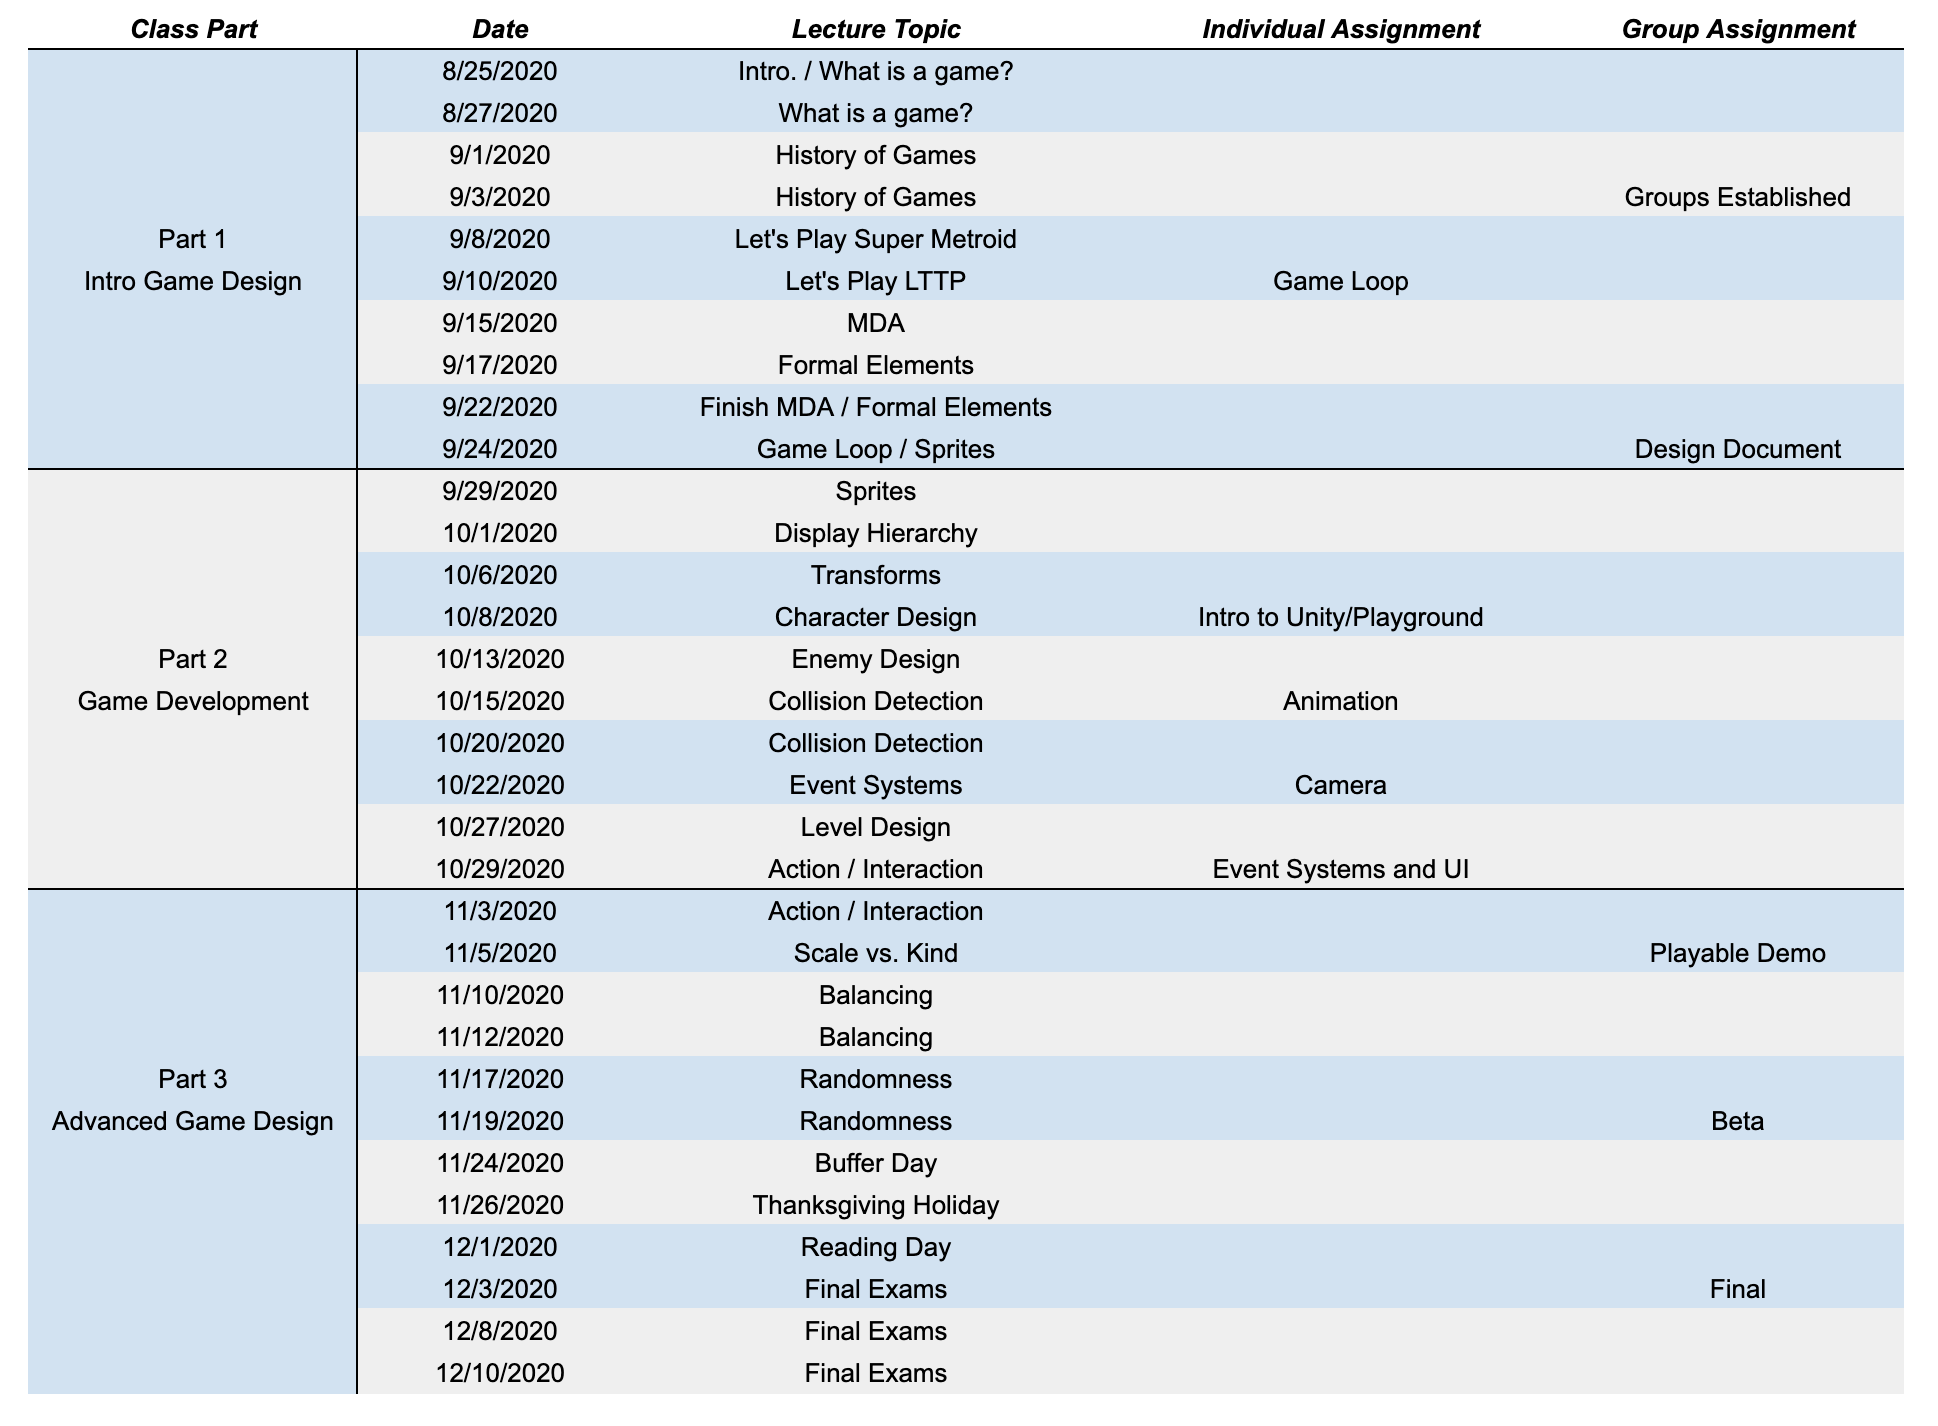 Class Part Date Lecture Topic Individual Assignment Group Assignment
8/25/2020 Intro. / What is a game?
8/27/2020 What is a game?
9/1/2020 History of Games
9/3/2020 History of Games Groups Established
Part 1 9/8/2020 Let's Play Super Metroid
Intro Game Design 9/10/2020 Let's Play LTTP Game Loop
9/15/2020 MDA
9/17/2020 Formal Elements
9/22/2020 Finish MDA / Formal Elements
9/24/2020 Game Loop / Sprites Design Document
9/29/2020 Sprites
10/1/2020 Display Hierarchy
10/6/2020 Transforms
10/8/2020 Character Design Intro to Unity/Playground
Part 2 10/13/2020 Enemy Design
Game Development 10/15/2020 Collision Detection Animation
10/20/2020 Collision Detection
10/22/2020 Event Systems Camera
10/27/2020 Level Design
10/29/2020 Action / Interaction Event Systems and UI
11/3/2020 Action / Interaction
11/5/2020 Scale vs. Kind Playable Demo
11/10/2020 Balancing
11/12/2020 Balancing
Part 3 11/17/2020 Randomness
Advanced Game Design 11/19/2020 Randomness Beta
11/24/2020 Buffer Day
11/26/2020 Thanksgiving Holiday
12/1/2020 Reading Day
12/3/2020 Final Exams Final
12/8/2020 Final Exams
12/10/2020 Final Exams